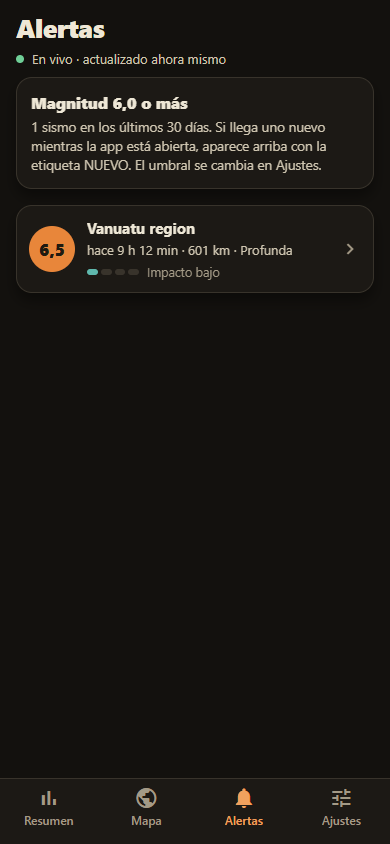 Alertas
En vivo · actualizado ahora mismo
Magnitud 6,0 o más
1 sismo en los últimos 30 días. Si llega uno nuevo
mientras la app está abierta, aparece arriba con la
etiqueta NUEVO. El umbral se cambia en Ajustes.
6,5
Vanuatu region
hace 9 h 12 min · 601 km · Profunda
Impacto bajo
Resumen
Mapa
Alertas
Ajustes